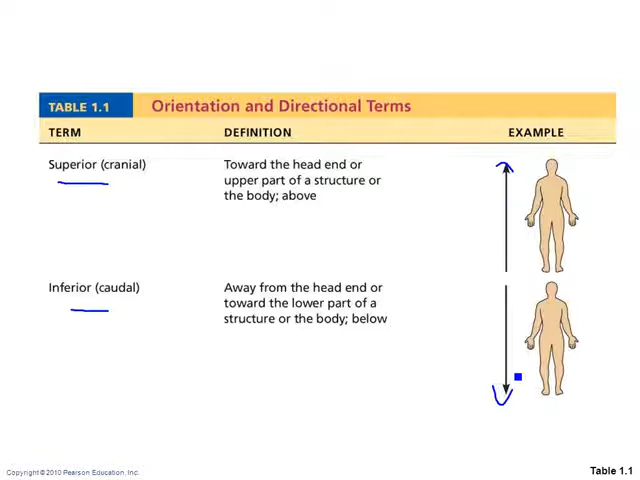 TABLE 1.1 Orientation and Directional Terms
TERM DEFINITION EXAMPLE
Superior (cranial) Toward the head end or
upper part of a structure or
the body; above
Inferior (caudal) Away from the head end or
toward the lower part of a
structure or the body; below
Copyright © 2010 Pearson Education, Inc.
Table 1.1